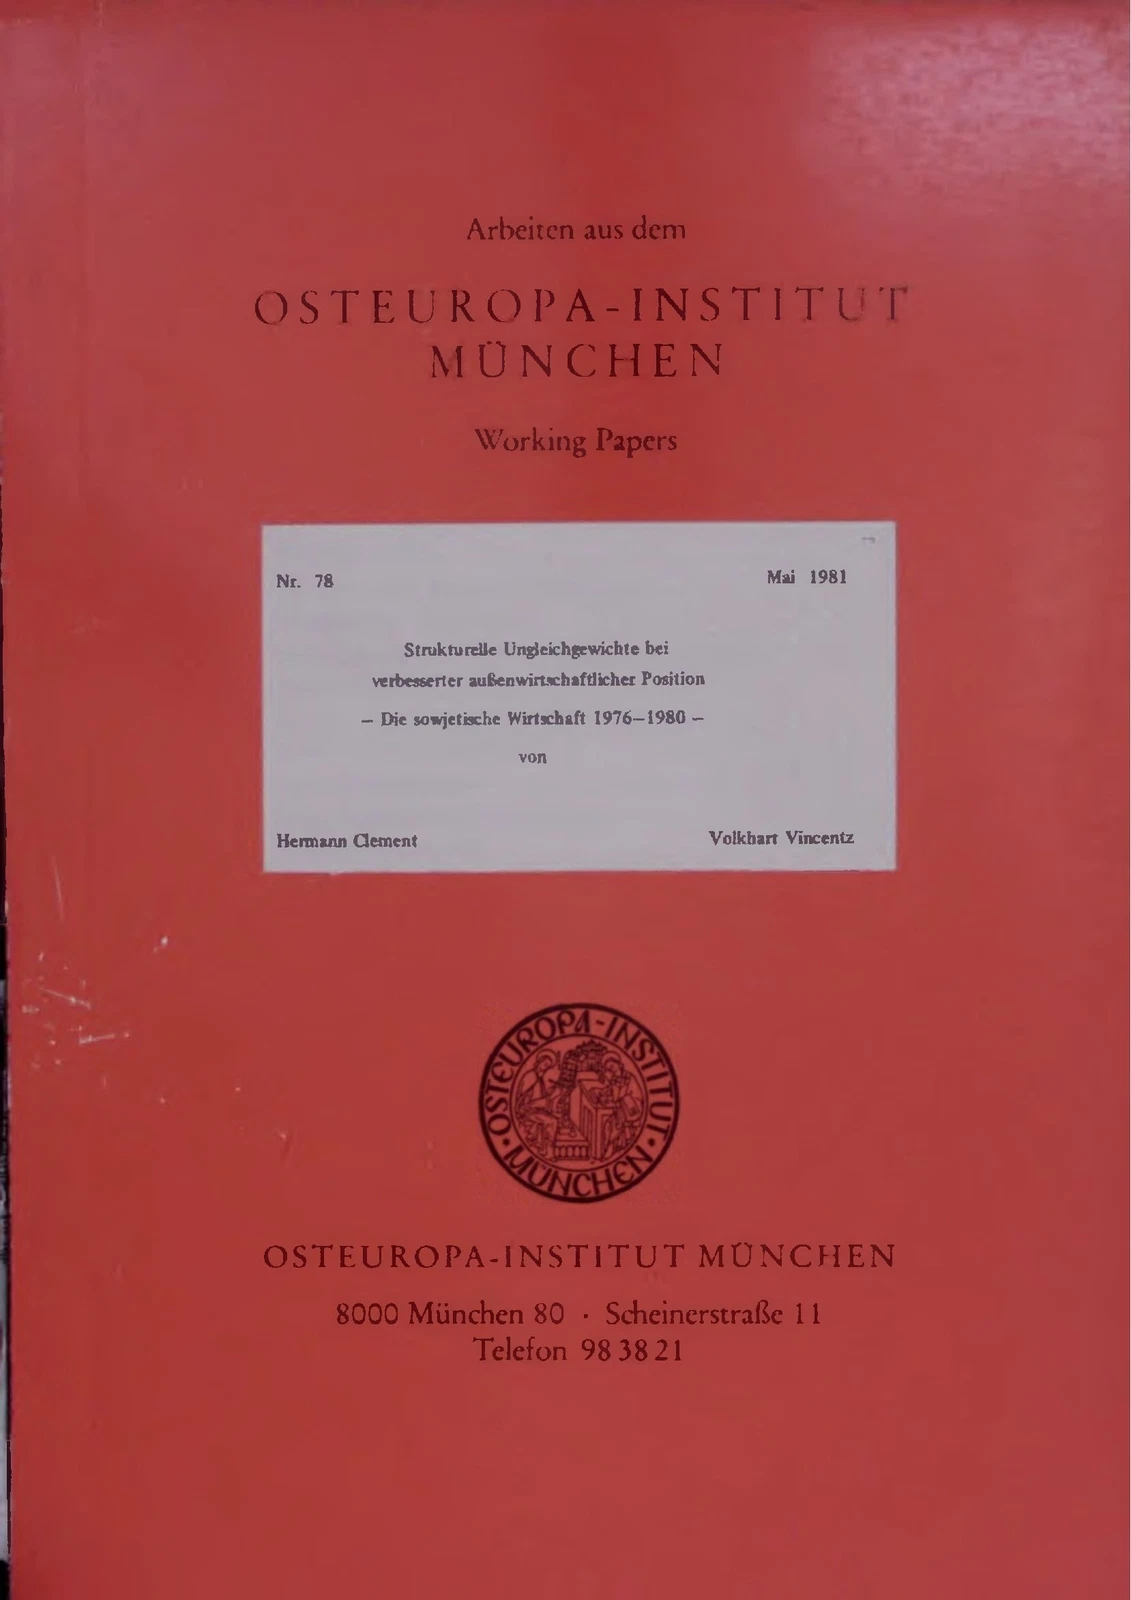 Arbeiten aus dem
OSTEUROPA-INSTITUT
MÜNCHEN
Working Papers
Nr. 78 Mai 1981
Strukturelle Ungleichgewichte bei
verbesserter außenwirtschaftlicher Position
– Die sowjetische Wirtschaft 1976–1980 –
von
Hermann Clement Volkhart Vincentz
OSTEUROPA-INSTITUT · MÜNCHEN ·
OSTEUROPA-INSTITUT MÜNCHEN
8000 München 80 · Scheinerstraße 11
Telefon 98 38 21